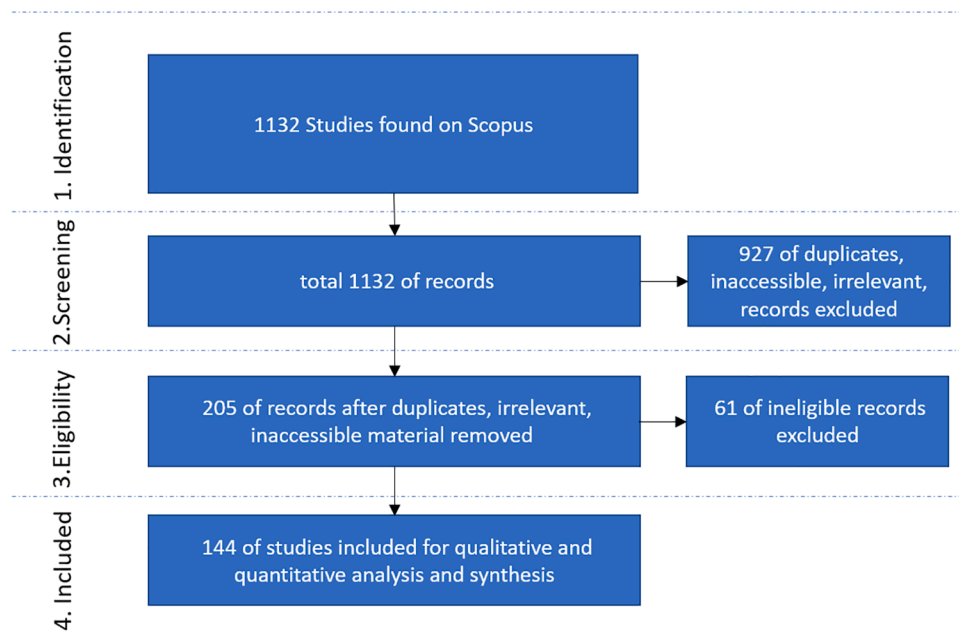 1. Identification
1132 Studies found on Scopus
2.Screening
total 1132 of records
927 of duplicates,
inaccessible, irrelevant,
records excluded
3.Eligibility
205 of records after duplicates, irrelevant,
inaccessible material removed
61 of ineligible records
excluded
4. Included
144 of studies included for qualitative and
quantitative analysis and synthesis